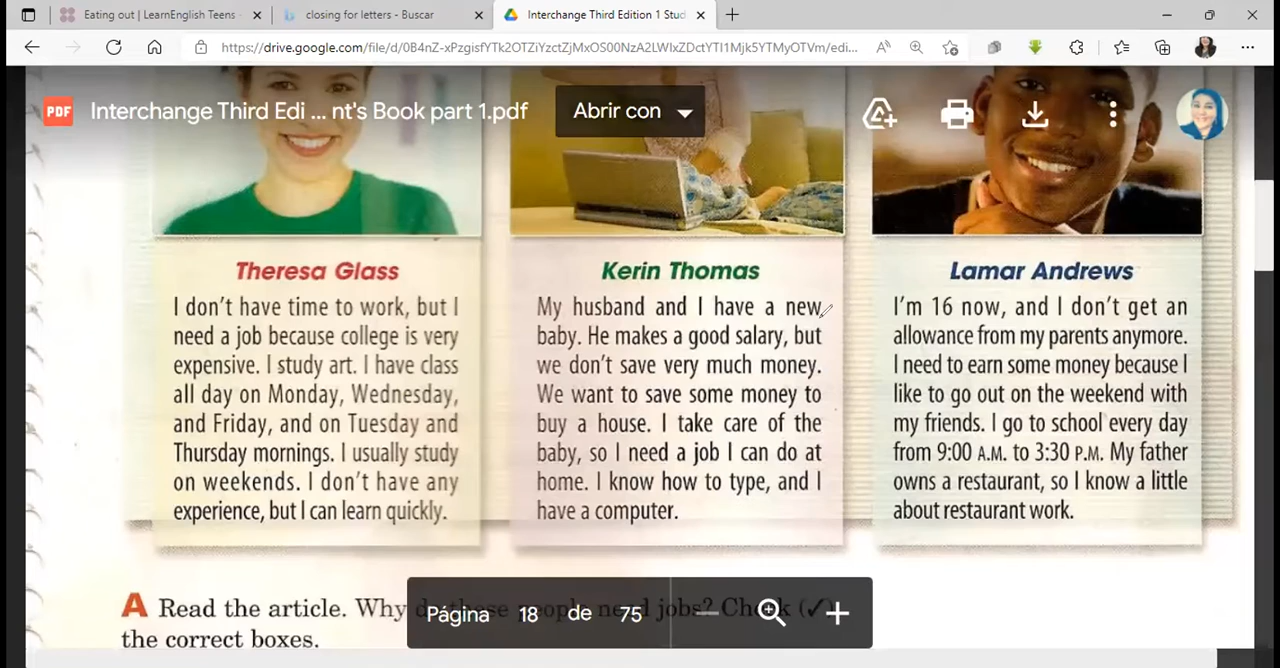 Eating out | LearnEnglish Teens -
closing for letters - Buscar
Interchange Third Edition 1 Stud
https://drive.google.com/file/d/0B4nZ-xPzgisfYTk2OTZiYzctZjMxOS00NzA2LWIxZDctYTI1Mjk5YTMyOTVm/edi...
PDF
Interchange Third Edi ... nt's Book part 1.pdf
Abrir con
Theresa Glass
I don't have time to work, but I
need a job because college is very
expensive. I study art. I have class
all day on Monday, Wednesday,
and Friday, and on Tuesday and
Thursday mornings. I usually study
on weekends. I don't have any
experience, but I can learn quickly.
Kerin Thomas
My husband and I have a new
baby. He makes a good salary, but
we don't save very much money.
We want to save some money to
buy a house. I take care of the
baby, so I need a job I can do at
home. I know how to type, and I
have a computer.
Lamar Andrews
I'm 16 now, and I don't get an
allowance from my parents anymore.
I need to earn some money because I
like to go out on the weekend with
my friends. I go to school every day
from 9:00 A.M. to 3:30 P.M. My father
owns a restaurant, so I know a little
about restaurant work.
A Read the article. Why do these people need jobs? Check (✓)
the correct boxes.
Página 18 de 75